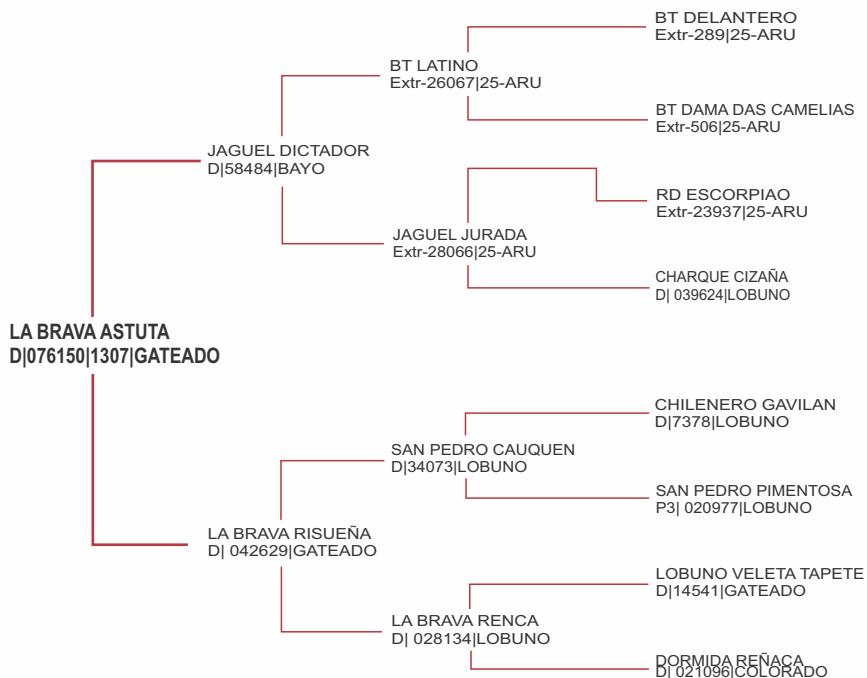 BT DELANTERO
Extr-289|25-ARU
BT LATINO
Extr-26067|25-ARU
BT DAMA DAS CAMELIAS
Extr-506|25-ARU
JAGUEL DICTADOR
D|58484|BAYO
RD ESCORPIAO
Extr-23937|25-ARU
JAGUEL JURADA
Extr-28066|25-ARU
CHARQUE CIZAÑA
D| 039624|LOBUNO
LA BRAVA ASTUTA
D|076150|1307|GATEADO
CHILENERO GAVILAN
D|7378|LOBUNO
SAN PEDRO CAUQUEN
D|34073|LOBUNO
SAN PEDRO PIMENTOSA
P3| 020977|LOBUNO
LA BRAVA RISUEÑA
D| 042629|GATEADO
LOBUNO VELETA TAPETE
D|14541|GATEADO
LA BRAVA RENCA
D| 028134|LOBUNO
DORMIDA REÑACA
D| 021096|COLORADO